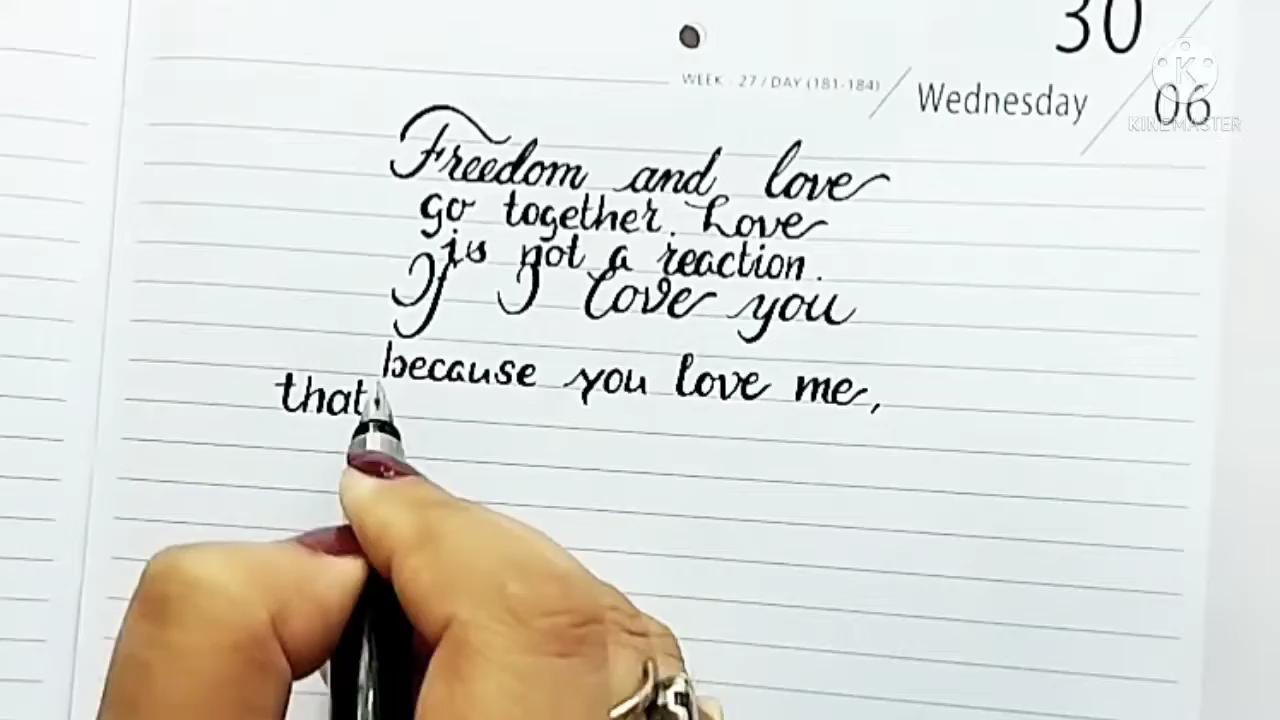 30
WEEK - 27 / DAY (181-184)
Wednesday
06
K
KINEMASTER
Freedom and love
go together. Love
is not a reaction.
If I love you
because you love me,
that